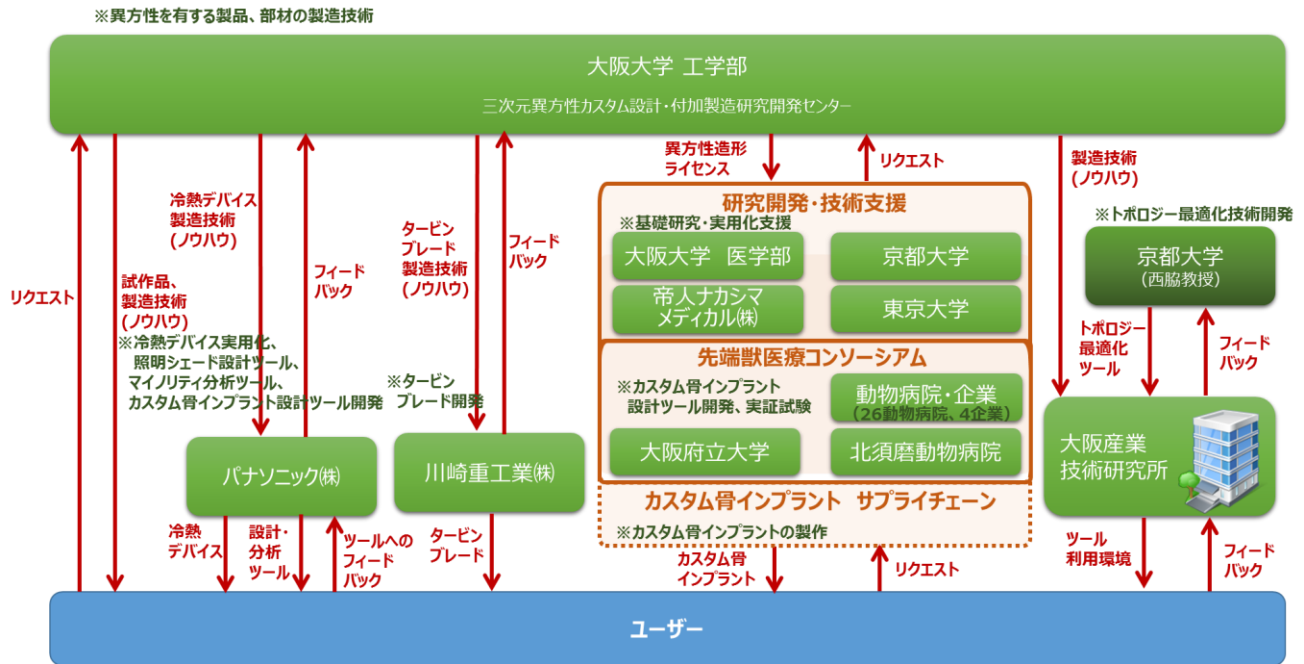 ※異方性を有する製品、部材の製造技術
大阪大学 工学部
三次元異方性カスタム設計・付加製造研究開発センター
リクエスト
試作品、
製造技術
(ノウハウ)
冷熱デバイス
製造技術
(ノウハウ)
フィード
バック
タービン
ブレード
製造技術
(ノウハウ)
フィード
バック
異方性造形
ライセンス
リクエスト
製造技術
(ノウハウ)
※冷熱デバイス実用化、
照明シェード設計ツール、
マイノリティ分析ツール、
カスタム骨インプラント設計ツール開発
※タービン
ブレード開発
研究開発・技術支援
※基礎研究・実用化支援
大阪大学 医学部
京都大学
帝人ナカシマ
メディカル㈱
東京大学
先端獣医療コンソーシアム
※カスタム骨インプラント
設計ツール開発、実証試験
動物病院・企業
(26動物病院、4企業)
大阪府立大学
北須磨動物病院
カスタム骨インプラント サプライチェーン
※カスタム骨インプラントの製作
※トポロジー最適化技術開発
京都大学
(西脇教授)
トポロジー
最適化
ツール
フィード
バック
大阪産業
技術研究所
パナソニック㈱
川崎重工業㈱
冷熱
デバイス
設計・
分析
ツール
ツールへの
フィード
バック
タービン
ブレード
カスタム骨
インプラント
リクエスト
ツール
利用環境
フィード
バック
ユーザー